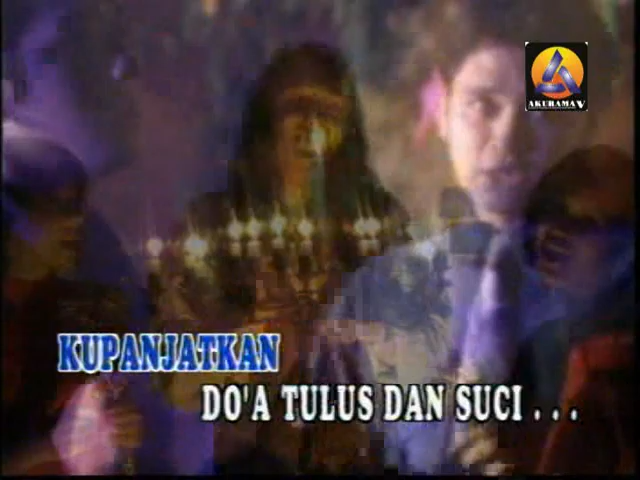 AKURAMA V
KUPANJATKAN
DO'A TULUS DAN SUCI . . .